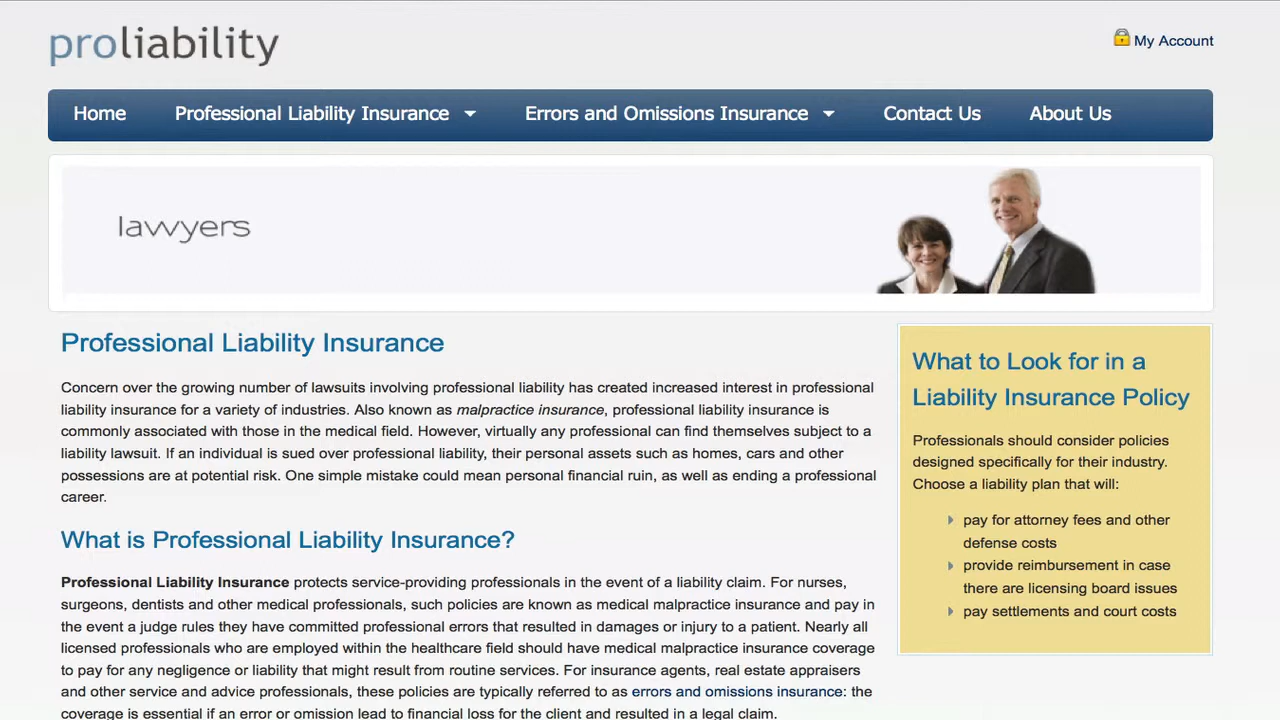 proliability
My Account
Home Professional Liability Insurance Errors and Omissions Insurance Contact Us About Us
lawyers
Professional Liability Insurance
Concern over the growing number of lawsuits involving professional liability has created increased interest in professional
liability insurance for a variety of industries. Also known as malpractice insurance, professional liability insurance is
commonly associated with those in the medical field. However, virtually any professional can find themselves subject to a
liability lawsuit. If an individual is sued over professional liability, their personal assets such as homes, cars and other
possessions are at potential risk. One simple mistake could mean personal financial ruin, as well as ending a professional
career.
What is Professional Liability Insurance?
Professional Liability Insurance protects service-providing professionals in the event of a liability claim. For nurses,
surgeons, dentists and other medical professionals, such policies are known as medical malpractice insurance and pay in
the event a judge rules they have committed professional errors that resulted in damages or injury to a patient. Nearly all
licensed professionals who are employed within the healthcare field should have medical malpractice insurance coverage
to pay for any negligence or liability that might result from routine services. For insurance agents, real estate appraisers
and other service and advice professionals, these policies are typically referred to as errors and omissions insurance: the
coverage is essential if an error or omission lead to financial loss for the client and resulted in a legal claim.
What to Look for in a
Liability Insurance Policy
Professionals should consider policies
designed specifically for their industry.
Choose a liability plan that will:
pay for attorney fees and other
defense costs
provide reimbursement in case
there are licensing board issues
pay settlements and court costs